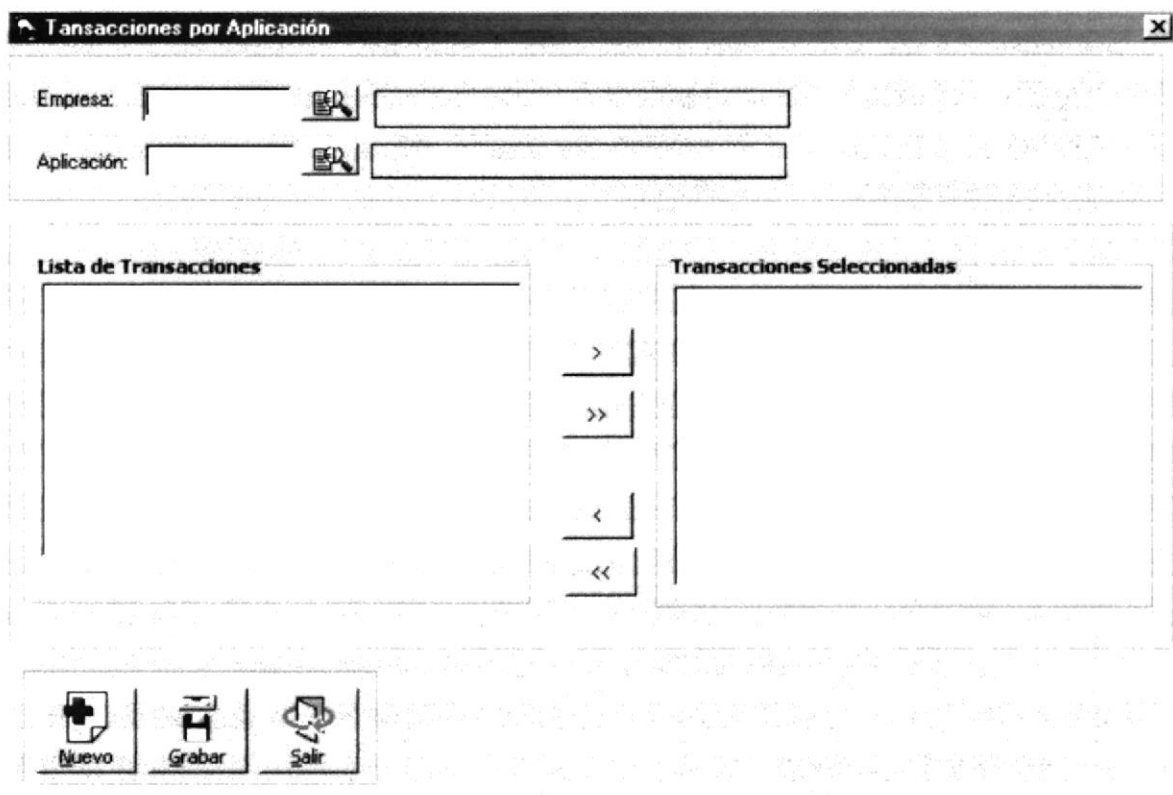 Tansacciones por Aplicación
Empresa:
Aplicación:
Lista de Transacciones
Transacciones Seleccionadas
>
>>
<
<<
Nuevo Grabar Salir